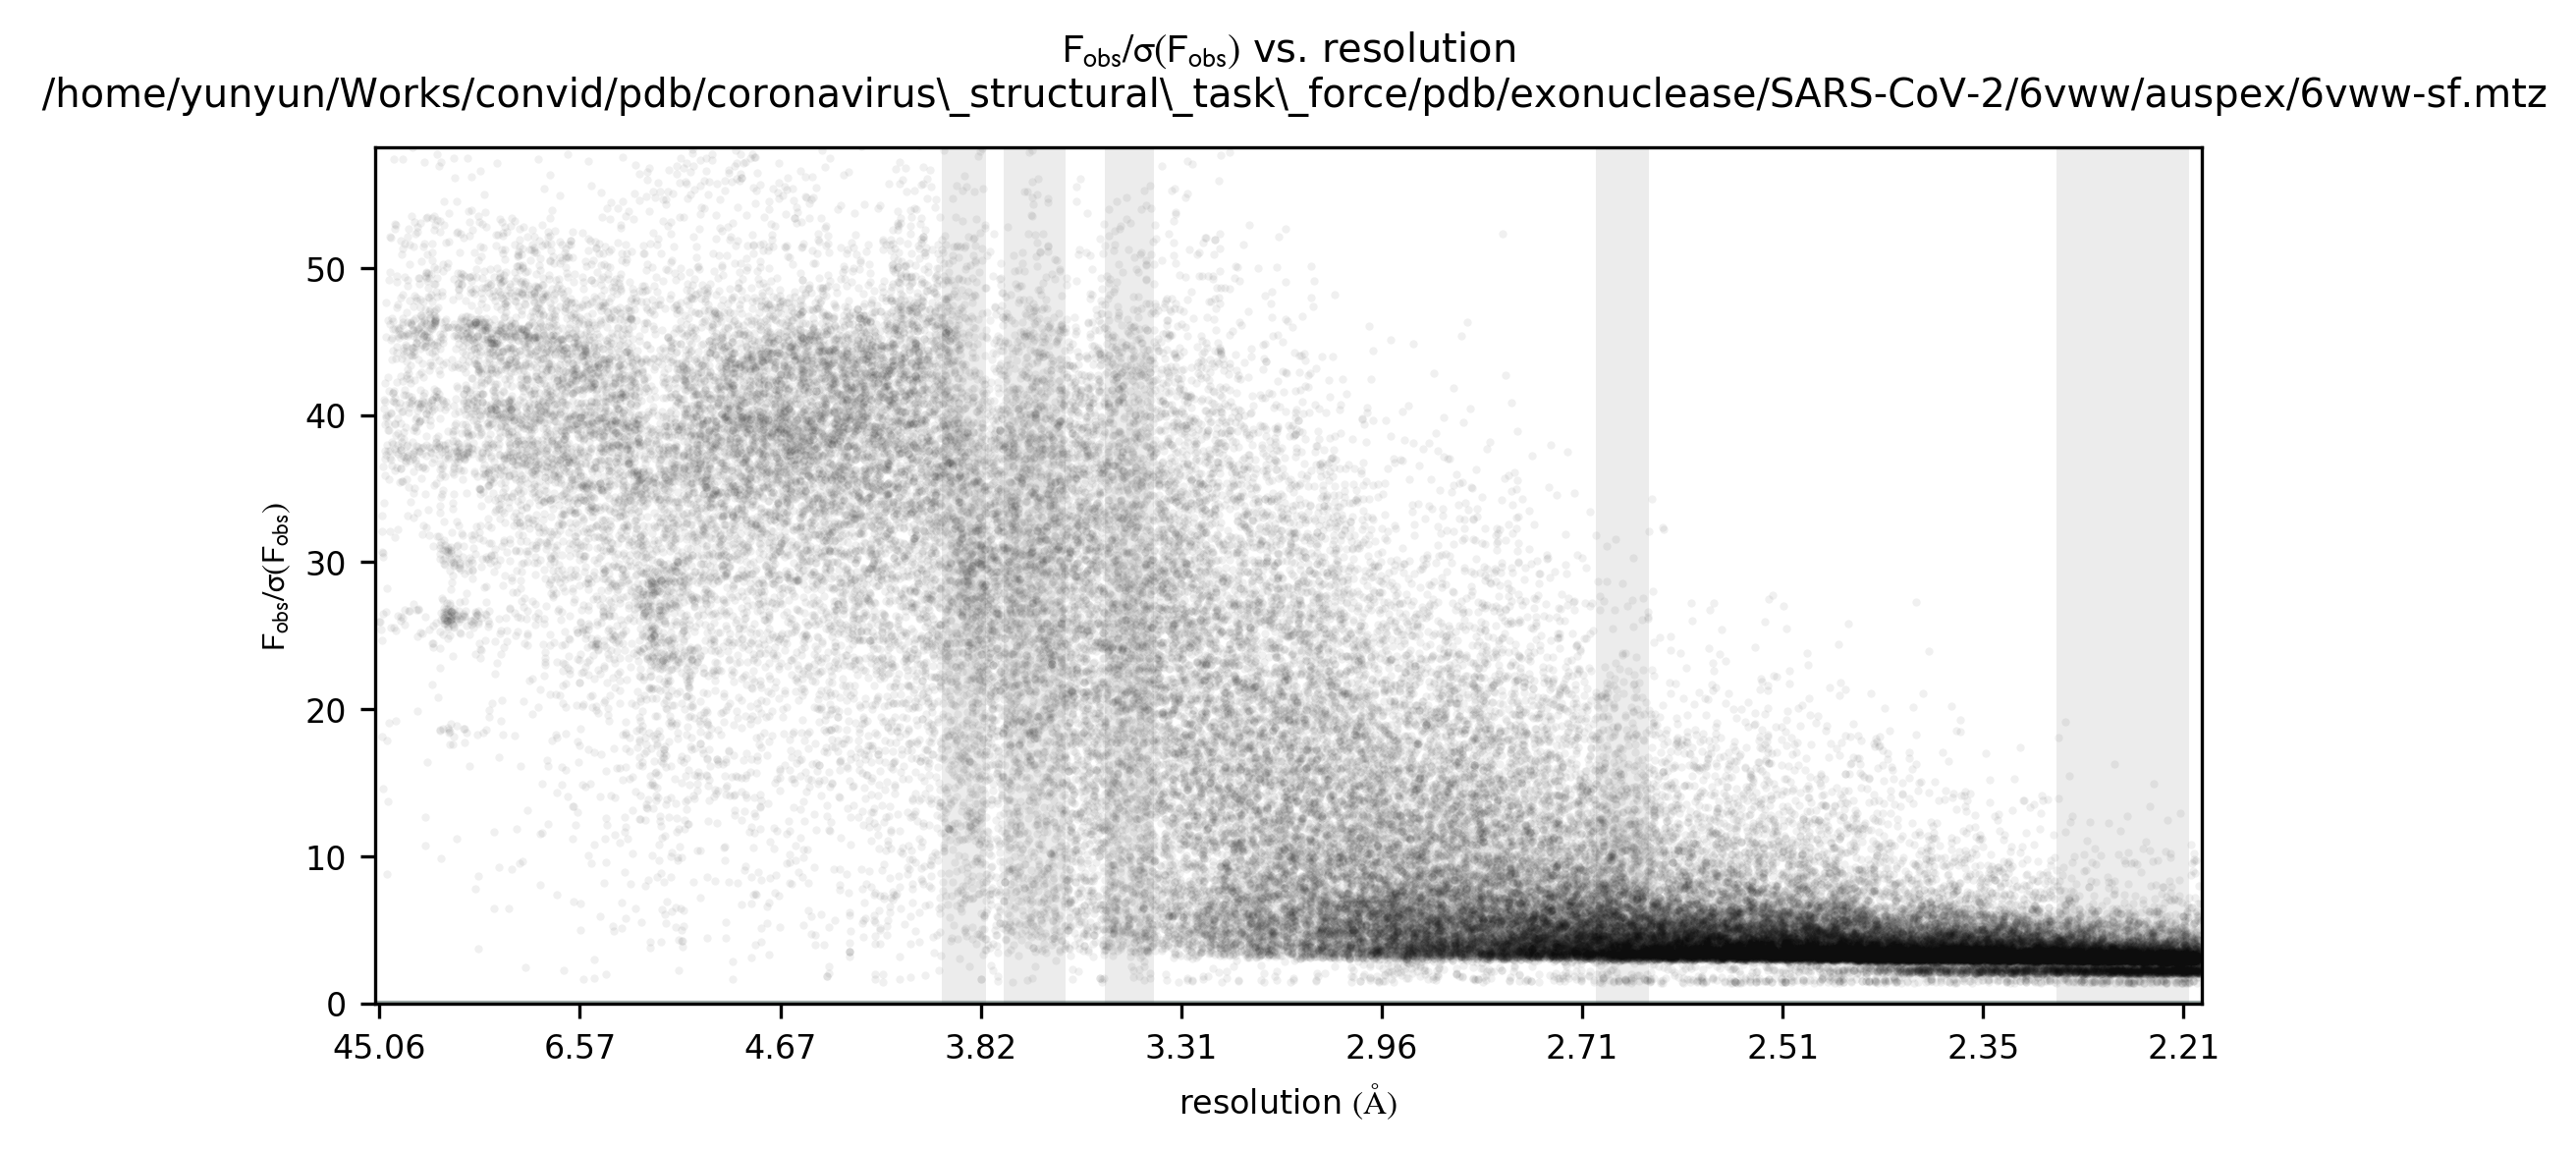 Fobs/σ(Fobs) vs. resolution
/home/yunyun/Works/convid/pdb/coronavirus\_structural\_task\_force/pdb/exonuclease/SARS-CoV-2/6vww/auspex/6vww-sf.mtz
Fobs/σ(Fobs)
50
40
30
20
10
0
45.06 6.57 4.67 3.82 3.31 2.96 2.71 2.51 2.35 2.21
resolution (Å)